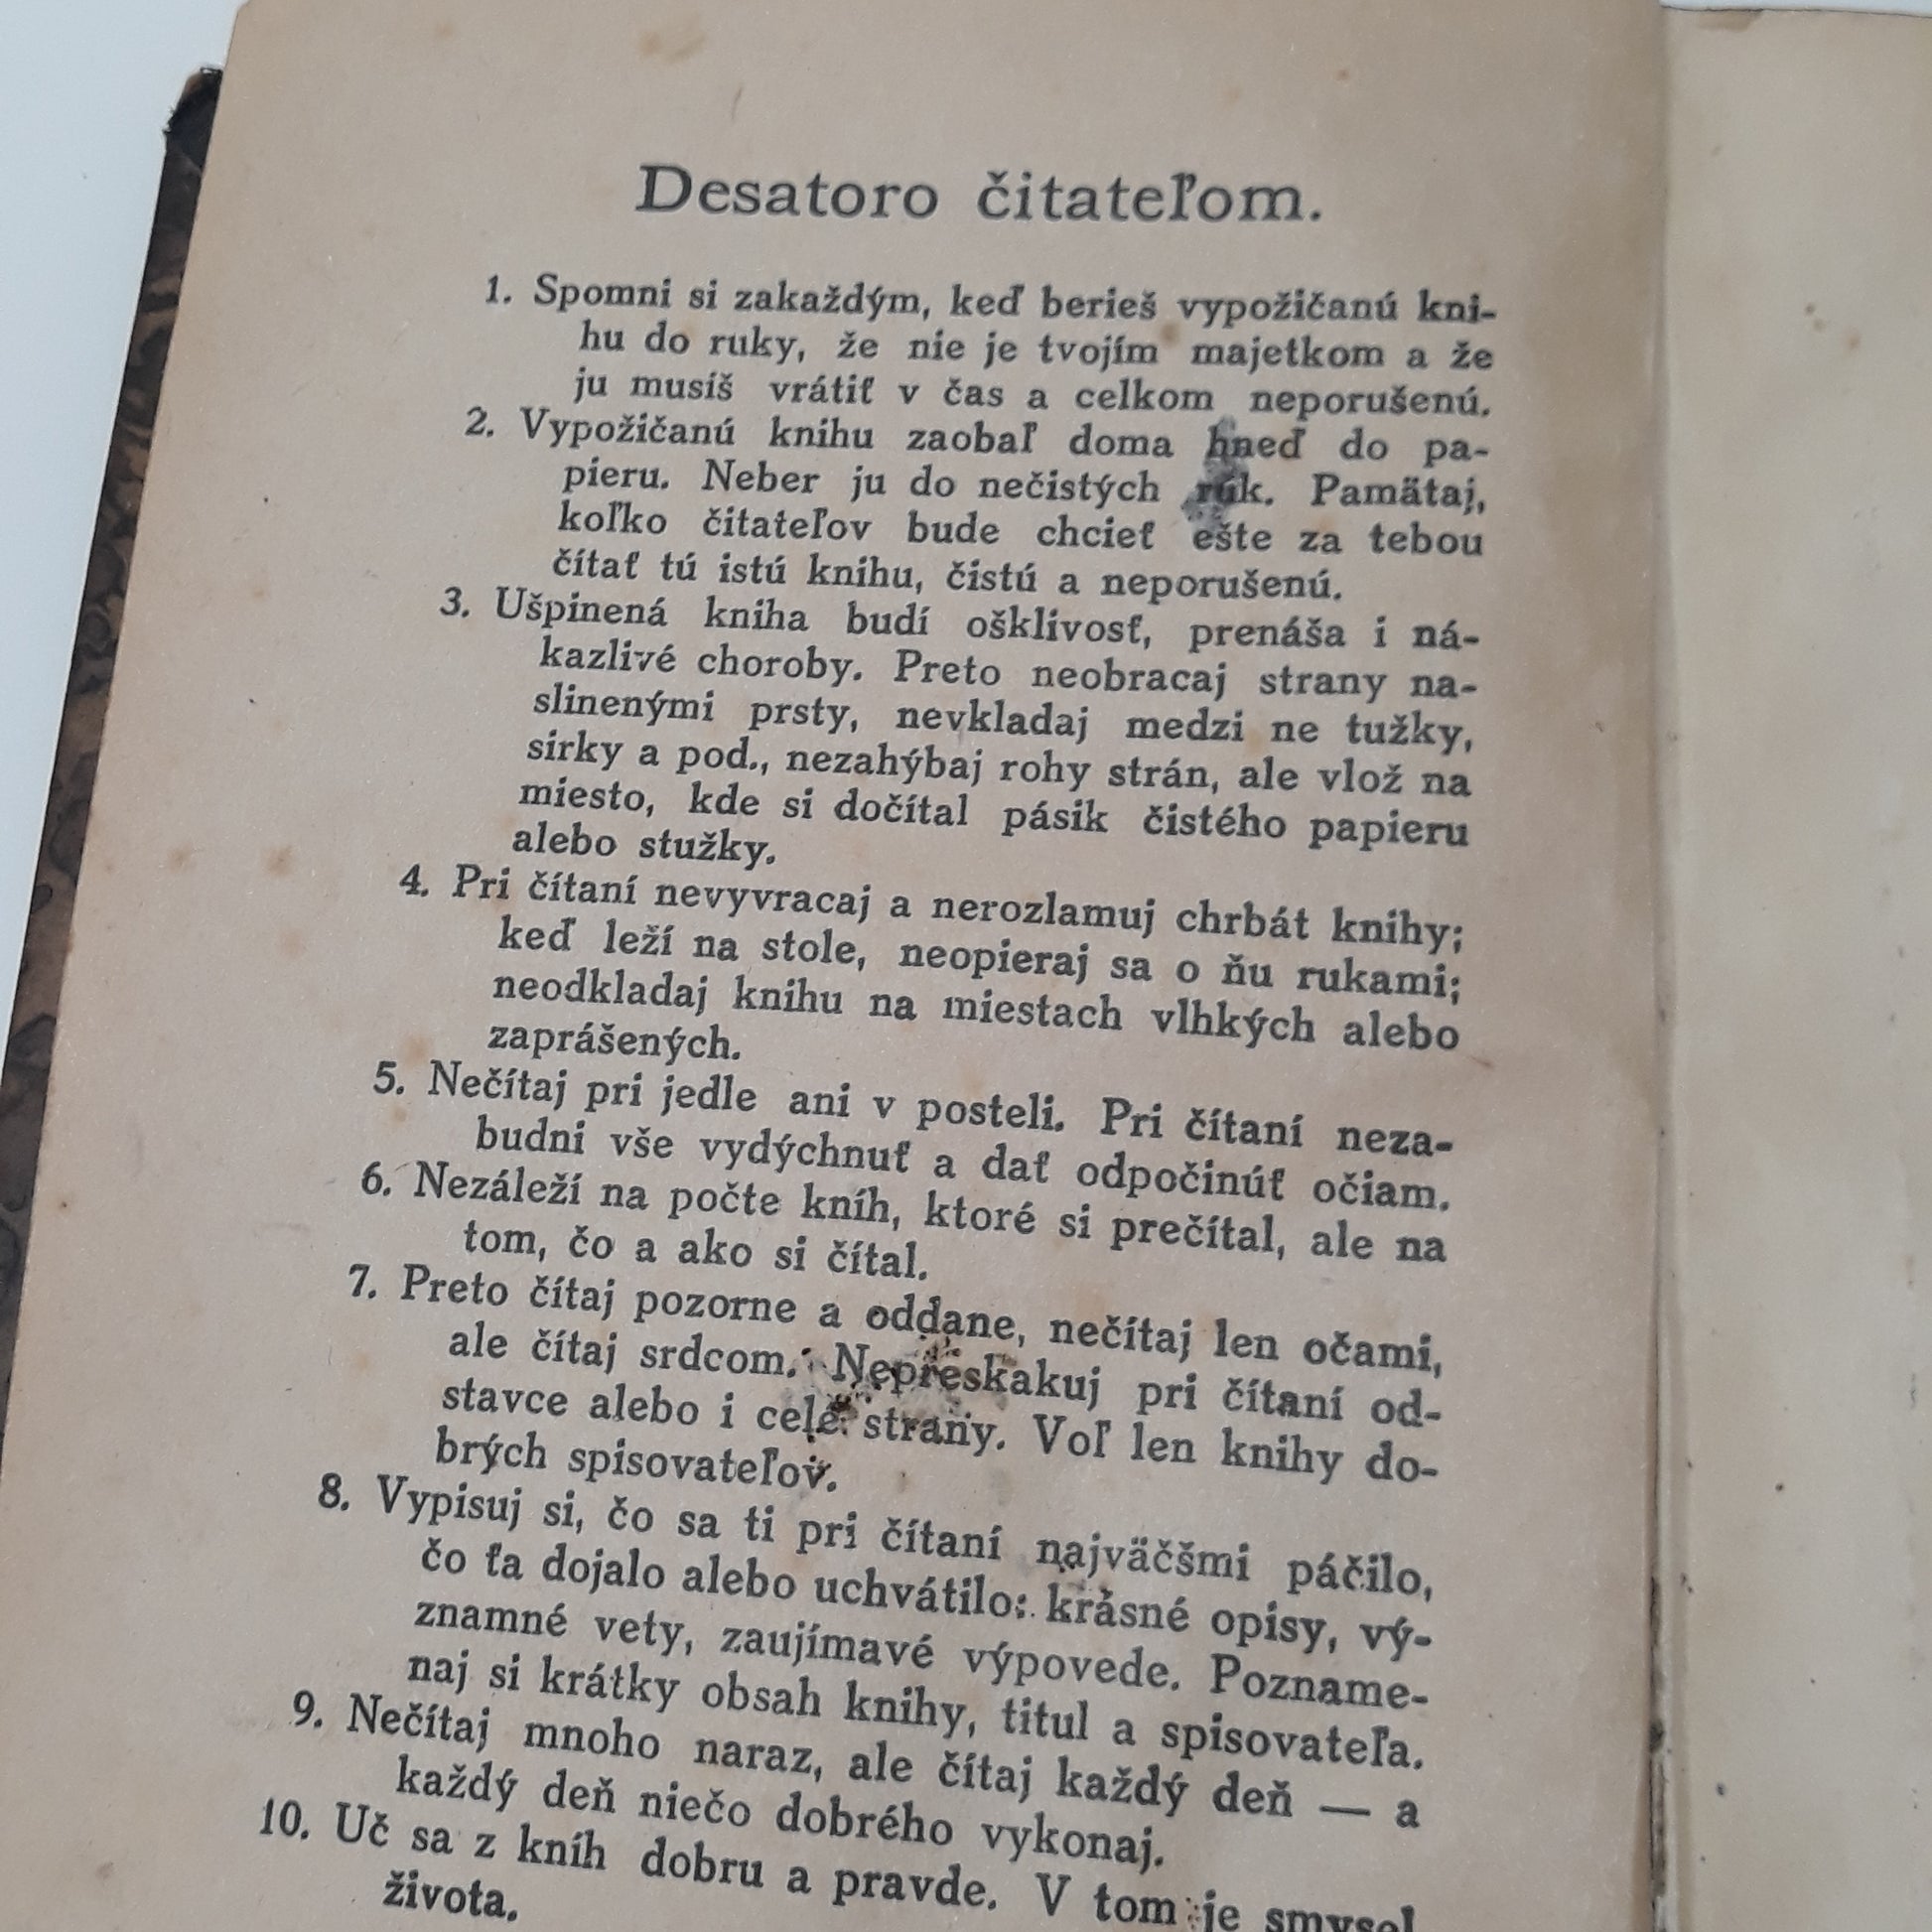 Desatoro čitateľom.
1. Spomni si zakaždým, keď berieš vypožičanú kni-
hu do ruky, že nie je tvojím majetkom a že
ju musíš vrátiť v čas a celkom neporušenú.
2. Vypožičanú knihu zaobaľ doma hneď do pa-
pieru. Neber ju do nečistých rúk. Pamätaj,
koľko čitateľov bude chcieť ešte za tebou
čítať tú istú knihu, čistú a neporušenú.
3. Ušpinená kniha budí ošklivosť, prenáša i ná-
kazlivé choroby. Preto neobracaj strany na-
slinenými prsty, nevkladaj medzi ne tužky,
sirky a pod., nezahýbaj rohy strán, ale vlož na
miesto, kde si dočítal pásik čistého papieru
alebo stužky.
4. Pri čítaní nevyvracaj a nerozlamuj chrbát knihy;
keď leží na stole, neopieraj sa o ňu rukami;
neodkladaj knihu na miestach vlhkých alebo
zaprášených.
5. Nečítaj pri jedle ani v posteli. Pri čítaní neza-
budni vše vydýchnuť a dať odpočinúť očiam.
6. Nezáleží na počte kníh, ktoré si prečítal, ale na
tom, čo a ako si čítal.
7. Preto čítaj pozorne a oddane, nečítaj len očami,
ale čítaj srdcom. Nepreskakuj pri čítaní od-
stavce alebo i celé strany. Voľ len knihy do-
brých spisovateľov.
8. Vypisuj si, čo sa ti pri čítaní najväčšmi páčilo,
čo ťa dojalo alebo uchvátilo: krásné opisy, vý-
znamné vety, zaujímavé výpovede. Pozname-
naj si krátky obsah knihy, titul a spisovateľa.
9. Nečítaj mnoho naraz, ale čítaj každý deň — a
každý deň niečo dobrého vykonaj.
10. Uč sa z kníh dobru a pravde. V tom je smysel
života.